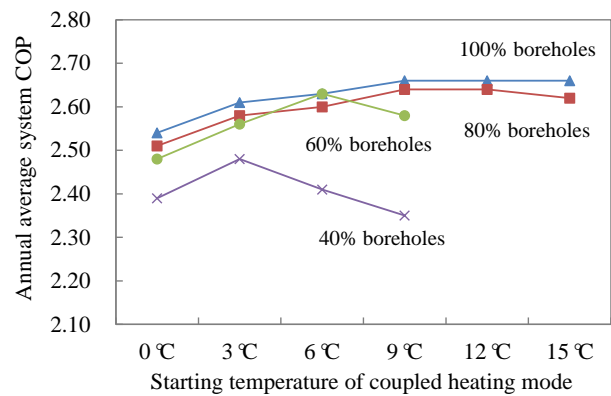 2.80
2.70
2.60
2.50
2.40
2.30
2.20
2.10
Annual average system COP
100% boreholes
80% boreholes
60% boreholes
40% boreholes
0 ℃ 3 ℃ 6 ℃ 9 ℃ 12 ℃ 15 ℃
Starting temperature of coupled heating mode